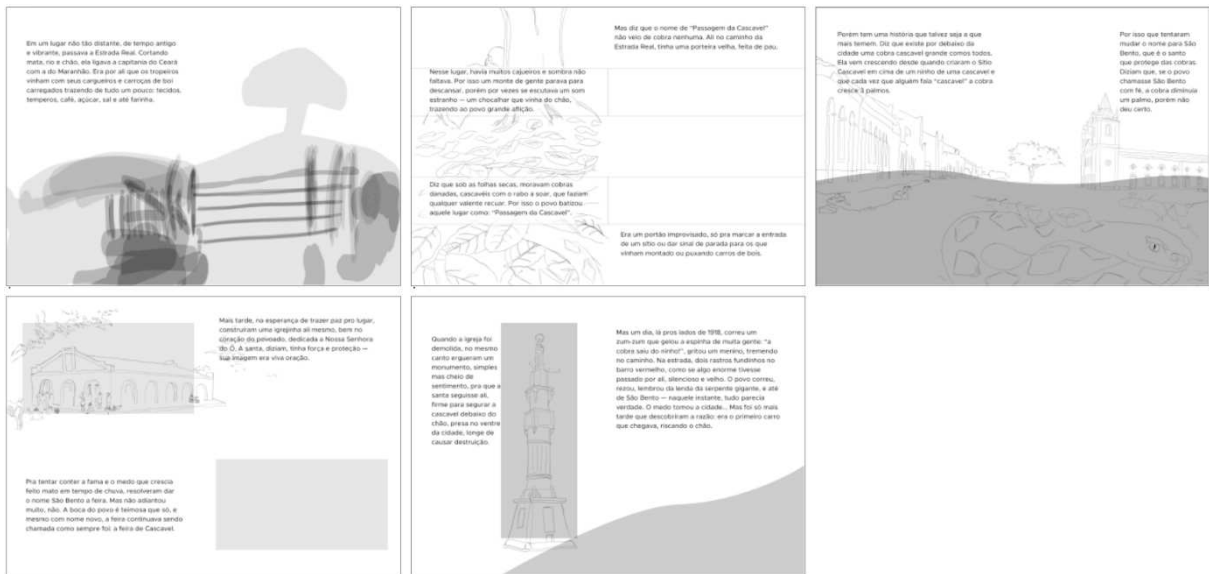 Em um lugar não tão distante, de tempo antigo
e vibrante, passava a Estrada Real. Cortando
mata, rio e chão, ela ligava a capitania do Ceará
com a do Maranhão. Era por ali que os tropeiros
vinham com seus cargueiros e carroças de boi
carregados trazendo de tudo um pouco: tecidos,
temperos, café, açúcar, sal e até farinha.
Nesse lugar, havia muitos cajueiros e sombra não
faltava. Por isso um monte de gente parava para
descansar, porém por vezes se escutava um som
estranho — um chocalhar que vinha do chão,
trazendo ao povo grande aflição.
Diz que sob as folhas secas, moravam cobras
danadas, cascavéis com o rabo a soar, que faziam
qualquer valente recuar. Por isso o povo batizou
aquele lugar como: "Passagem da Cascavel".
Mas diz que o nome de "Passagem da Cascavel"
não veio de cobra nenhuma. Ali no caminho da
Estrada Real, tinha uma porteira velha, feita de pau.
Era um portão improvisado, só pra marcar a entrada
de um sítio ou dar sinal de parada para os que
vinham montado ou puxando carros de bois.
Porém tem uma história que talvez seja a que
mais temem. Diz que existe por debaixo da
cidade uma cobra cascavel grande comos todos.
Ela vem crescendo desde quando criaram o Sítio
Cascavel em cima de um ninho de uma cascavel e
que cada vez que alguém fala "cascavel" a cobra
cresce 3 palmos.
Por isso que tentaram
mudar o nome para São
Bento, que é o santo
que protege das cobras.
Diziam que, se o povo
chamasse São Bento
com fé, a cobra diminuia
um palmo, porém não
deu certo.
Mais tarde, na esperança de trazer paz pro lugar,
construíram uma igrejinha ali mesmo, bem no
coração do povoado, dedicada a Nossa Senhora
do Ó. A santa, diziam, tinha força e proteção —
sua imagem era viva oração.
Pra tentar conter a fama e o medo que crescia
feito mato em tempo de chuva, resolveram dar
o nome São Bento a feira. Mas não adiantou
muito, não. A boca do povo é teimosa que só, e
mesmo com nome novo, a feira continuava sendo
chamada como sempre foi: a feira de Cascavel.
Quando a igreja foi
demolida, no mesmo
canto ergueram um
monumento, simples
mas cheio de
sentimento, pra que a
santa seguisse ali,
firme para segurar a
cascavel debaixo do
chão, presa no ventre
da cidade, longe de
causar destruição.
Mas um dia, lá pros lados de 1918, correu um
zum-zum que gelou a espinha de muita gente: "a
cobra saiu do ninho!", gritou um menino, tremendo
no caminho. Na estrada, dois rastros fundinhos no
barro vermelho, como se algo enorme tivesse
passado por ali, silencioso e velho. O povo correu,
rezou, lembrou da lenda da serpente gigante, e até
de São Bento — naquele instante, tudo parecia
verdade. O medo tomou a cidade... Mas foi só mais
tarde que descobriram a razão: era o primeiro carro
que chegava, riscando o chão.